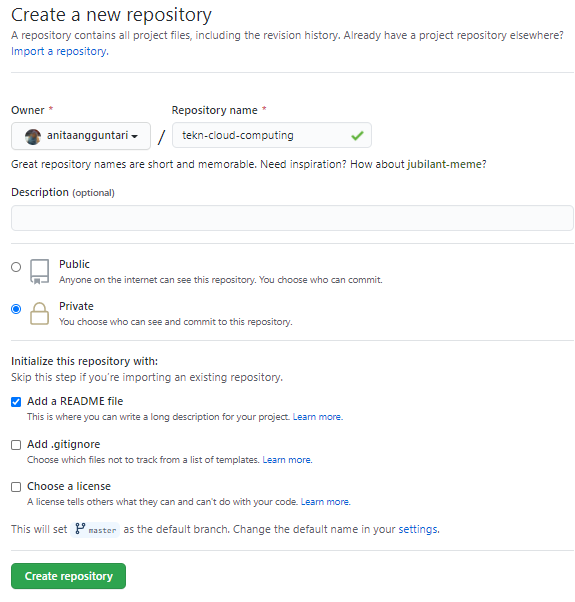 Create a new repository
A repository contains all project files, including the revision history. Already have a project repository elsewhere?
Import a repository.
Owner *
Repository name *
anitaangguntari
/
tekn-cloud-computing
Great repository names are short and memorable. Need inspiration? How about jubilant-meme?
Description (optional)
Public
Anyone on the internet can see this repository. You choose who can commit.
Private
You choose who can see and commit to this repository.
Initialize this repository with:
Skip this step if you're importing an existing repository.
Add a README file
This is where you can write a long description for your project. Learn more.
Add .gitignore
Choose which files not to track from a list of templates. Learn more.
Choose a license
A license tells others what they can and can't do with your code. Learn more.
This will set master as the default branch. Change the default name in your settings.
Create repository